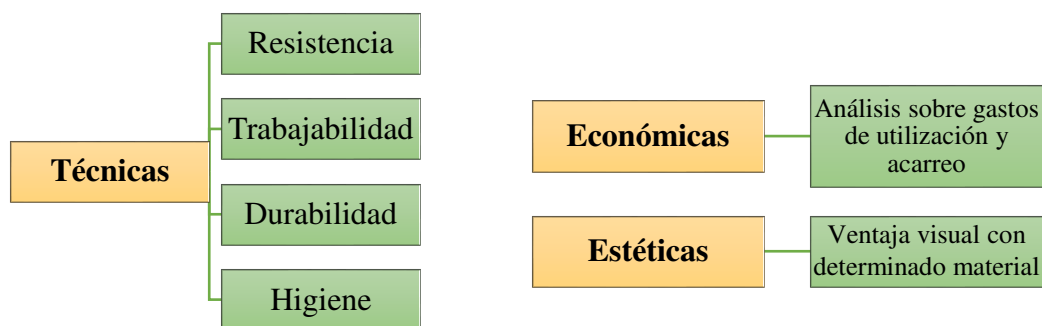 Técnicas
Resistencia
Trabajabilidad
Durabilidad
Higiene
Económicas
Análisis sobre gastos
de utilización y
acarreo
Estéticas
Ventaja visual con
determinado material